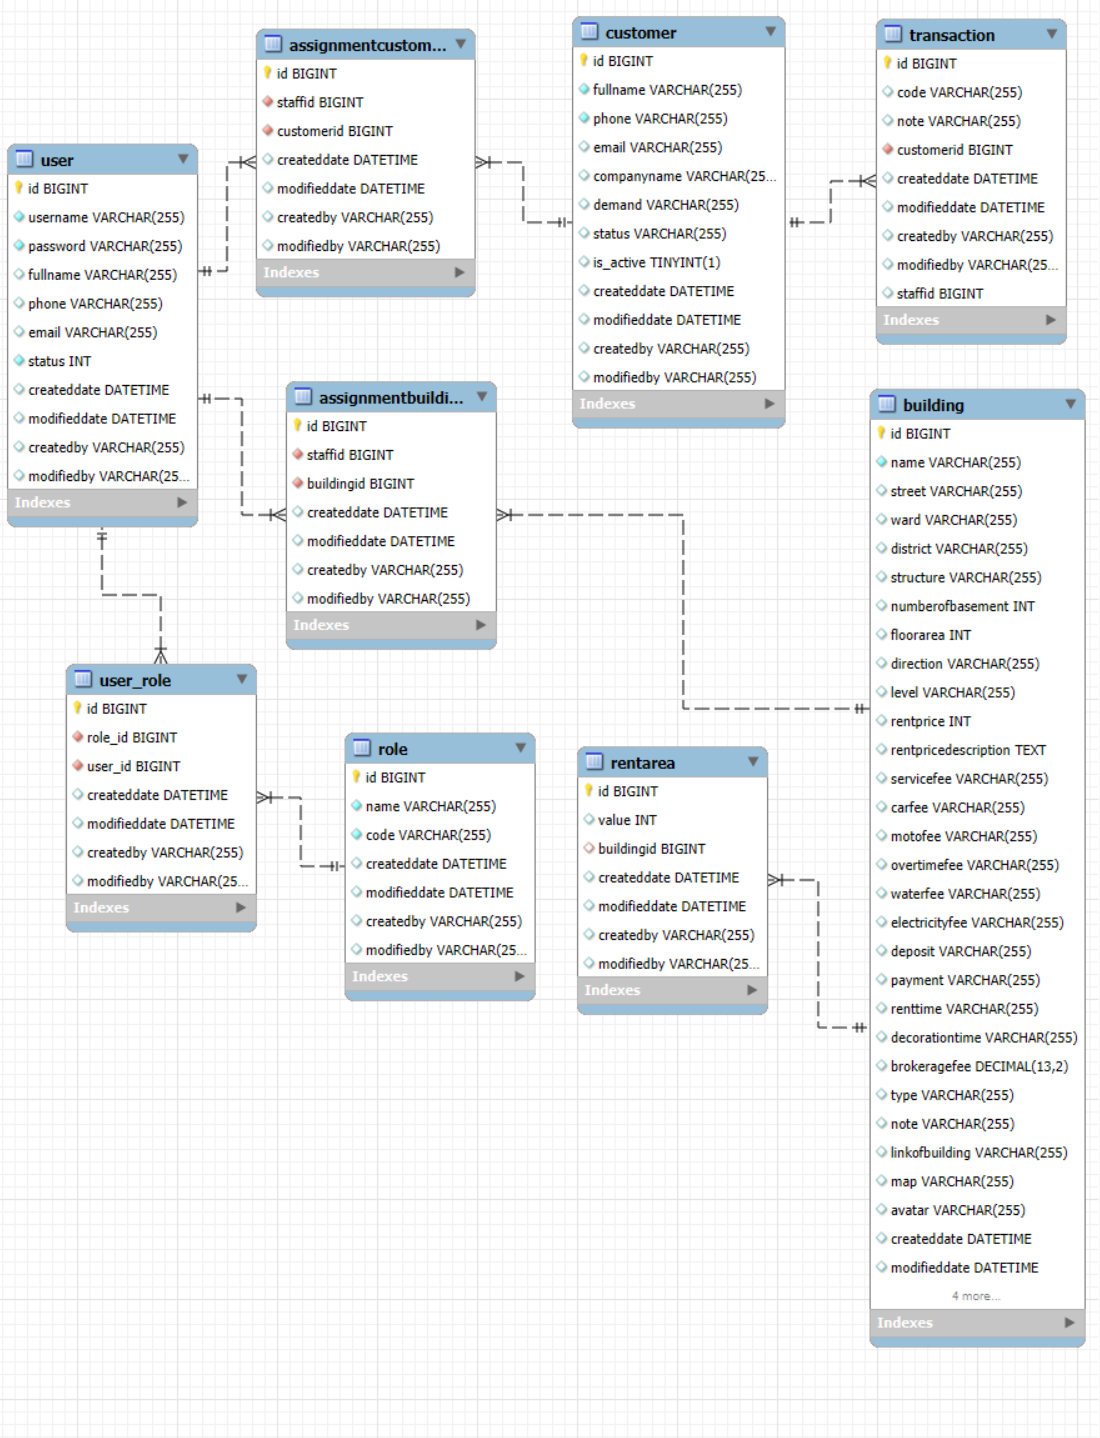 assignmentcustom...
id BIGINT
staffid BIGINT
customerid BIGINT
createddate DATETIME
modifieddate DATETIME
createdby VARCHAR(255)
modifiedby VARCHAR(255)
Indexes
customer
id BIGINT
fullname VARCHAR(255)
phone VARCHAR(255)
email VARCHAR(255)
companyname VARCHAR(25...
demand VARCHAR(255)
status VARCHAR(255)
is_active TINYINT(1)
createddate DATETIME
modifieddate DATETIME
createdby VARCHAR(255)
modifiedby VARCHAR(255)
Indexes
transaction
id BIGINT
code VARCHAR(255)
note VARCHAR(255)
customerid BIGINT
createddate DATETIME
modifieddate DATETIME
createdby VARCHAR(255)
modifiedby VARCHAR(25...
staffid BIGINT
Indexes
user
id BIGINT
username VARCHAR(255)
password VARCHAR(255)
fullname VARCHAR(255)
phone VARCHAR(255)
email VARCHAR(255)
status INT
createddate DATETIME
modifieddate DATETIME
createdby VARCHAR(255)
modifiedby VARCHAR(25...
Indexes
assignmentbuildi...
id BIGINT
staffid BIGINT
buildingid BIGINT
createddate DATETIME
modifieddate DATETIME
createdby VARCHAR(255)
modifiedby VARCHAR(255)
Indexes
building
id BIGINT
name VARCHAR(255)
street VARCHAR(255)
ward VARCHAR(255)
district VARCHAR(255)
structure VARCHAR(255)
numberofbasement INT
floorarea INT
direction VARCHAR(255)
level VARCHAR(255)
rentprice INT
rentpricedescription TEXT
servicefee VARCHAR(255)
carfee VARCHAR(255)
motofee VARCHAR(255)
overtimefee VARCHAR(255)
waterfee VARCHAR(255)
electricityfee VARCHAR(255)
deposit VARCHAR(255)
payment VARCHAR(255)
renttime VARCHAR(255)
decorationtime VARCHAR(255)
brokeragefee DECIMAL(13,2)
type VARCHAR(255)
note VARCHAR(255)
linkofbuilding VARCHAR(255)
map VARCHAR(255)
avatar VARCHAR(255)
createddate DATETIME
modifieddate DATETIME
4 more...
Indexes
user_role
id BIGINT
role_id BIGINT
user_id BIGINT
createddate DATETIME
modifieddate DATETIME
createdby VARCHAR(255)
modifiedby VARCHAR(25...
Indexes
role
id BIGINT
name VARCHAR(255)
code VARCHAR(255)
createddate DATETIME
modifieddate DATETIME
createdby VARCHAR(255)
modifiedby VARCHAR(25...
Indexes
rentarea
id BIGINT
value INT
buildingid BIGINT
createddate DATETIME
modifieddate DATETIME
createdby VARCHAR(255)
modifiedby VARCHAR(25...
Indexes